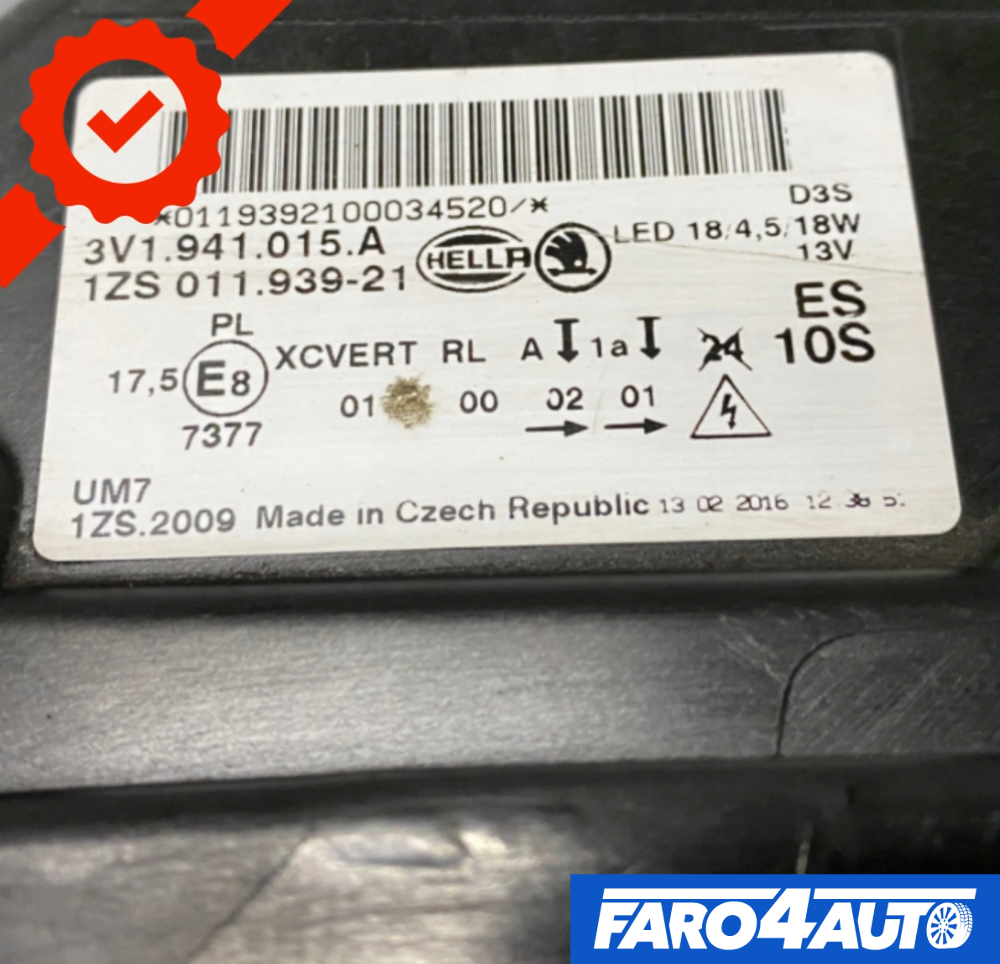 *0119392100034520/*
D3S
3V1.941.015.A HELLA LED 18/4,5/18W
1ZS 011.939-21 13V
ES
PL
17,5 E8 XCVERT RL A 1a 24 10S
01 00 02 01
7377
UM7
1ZS.2009 Made in Czech Republic 13 02 2016 12
FARO4AUTO